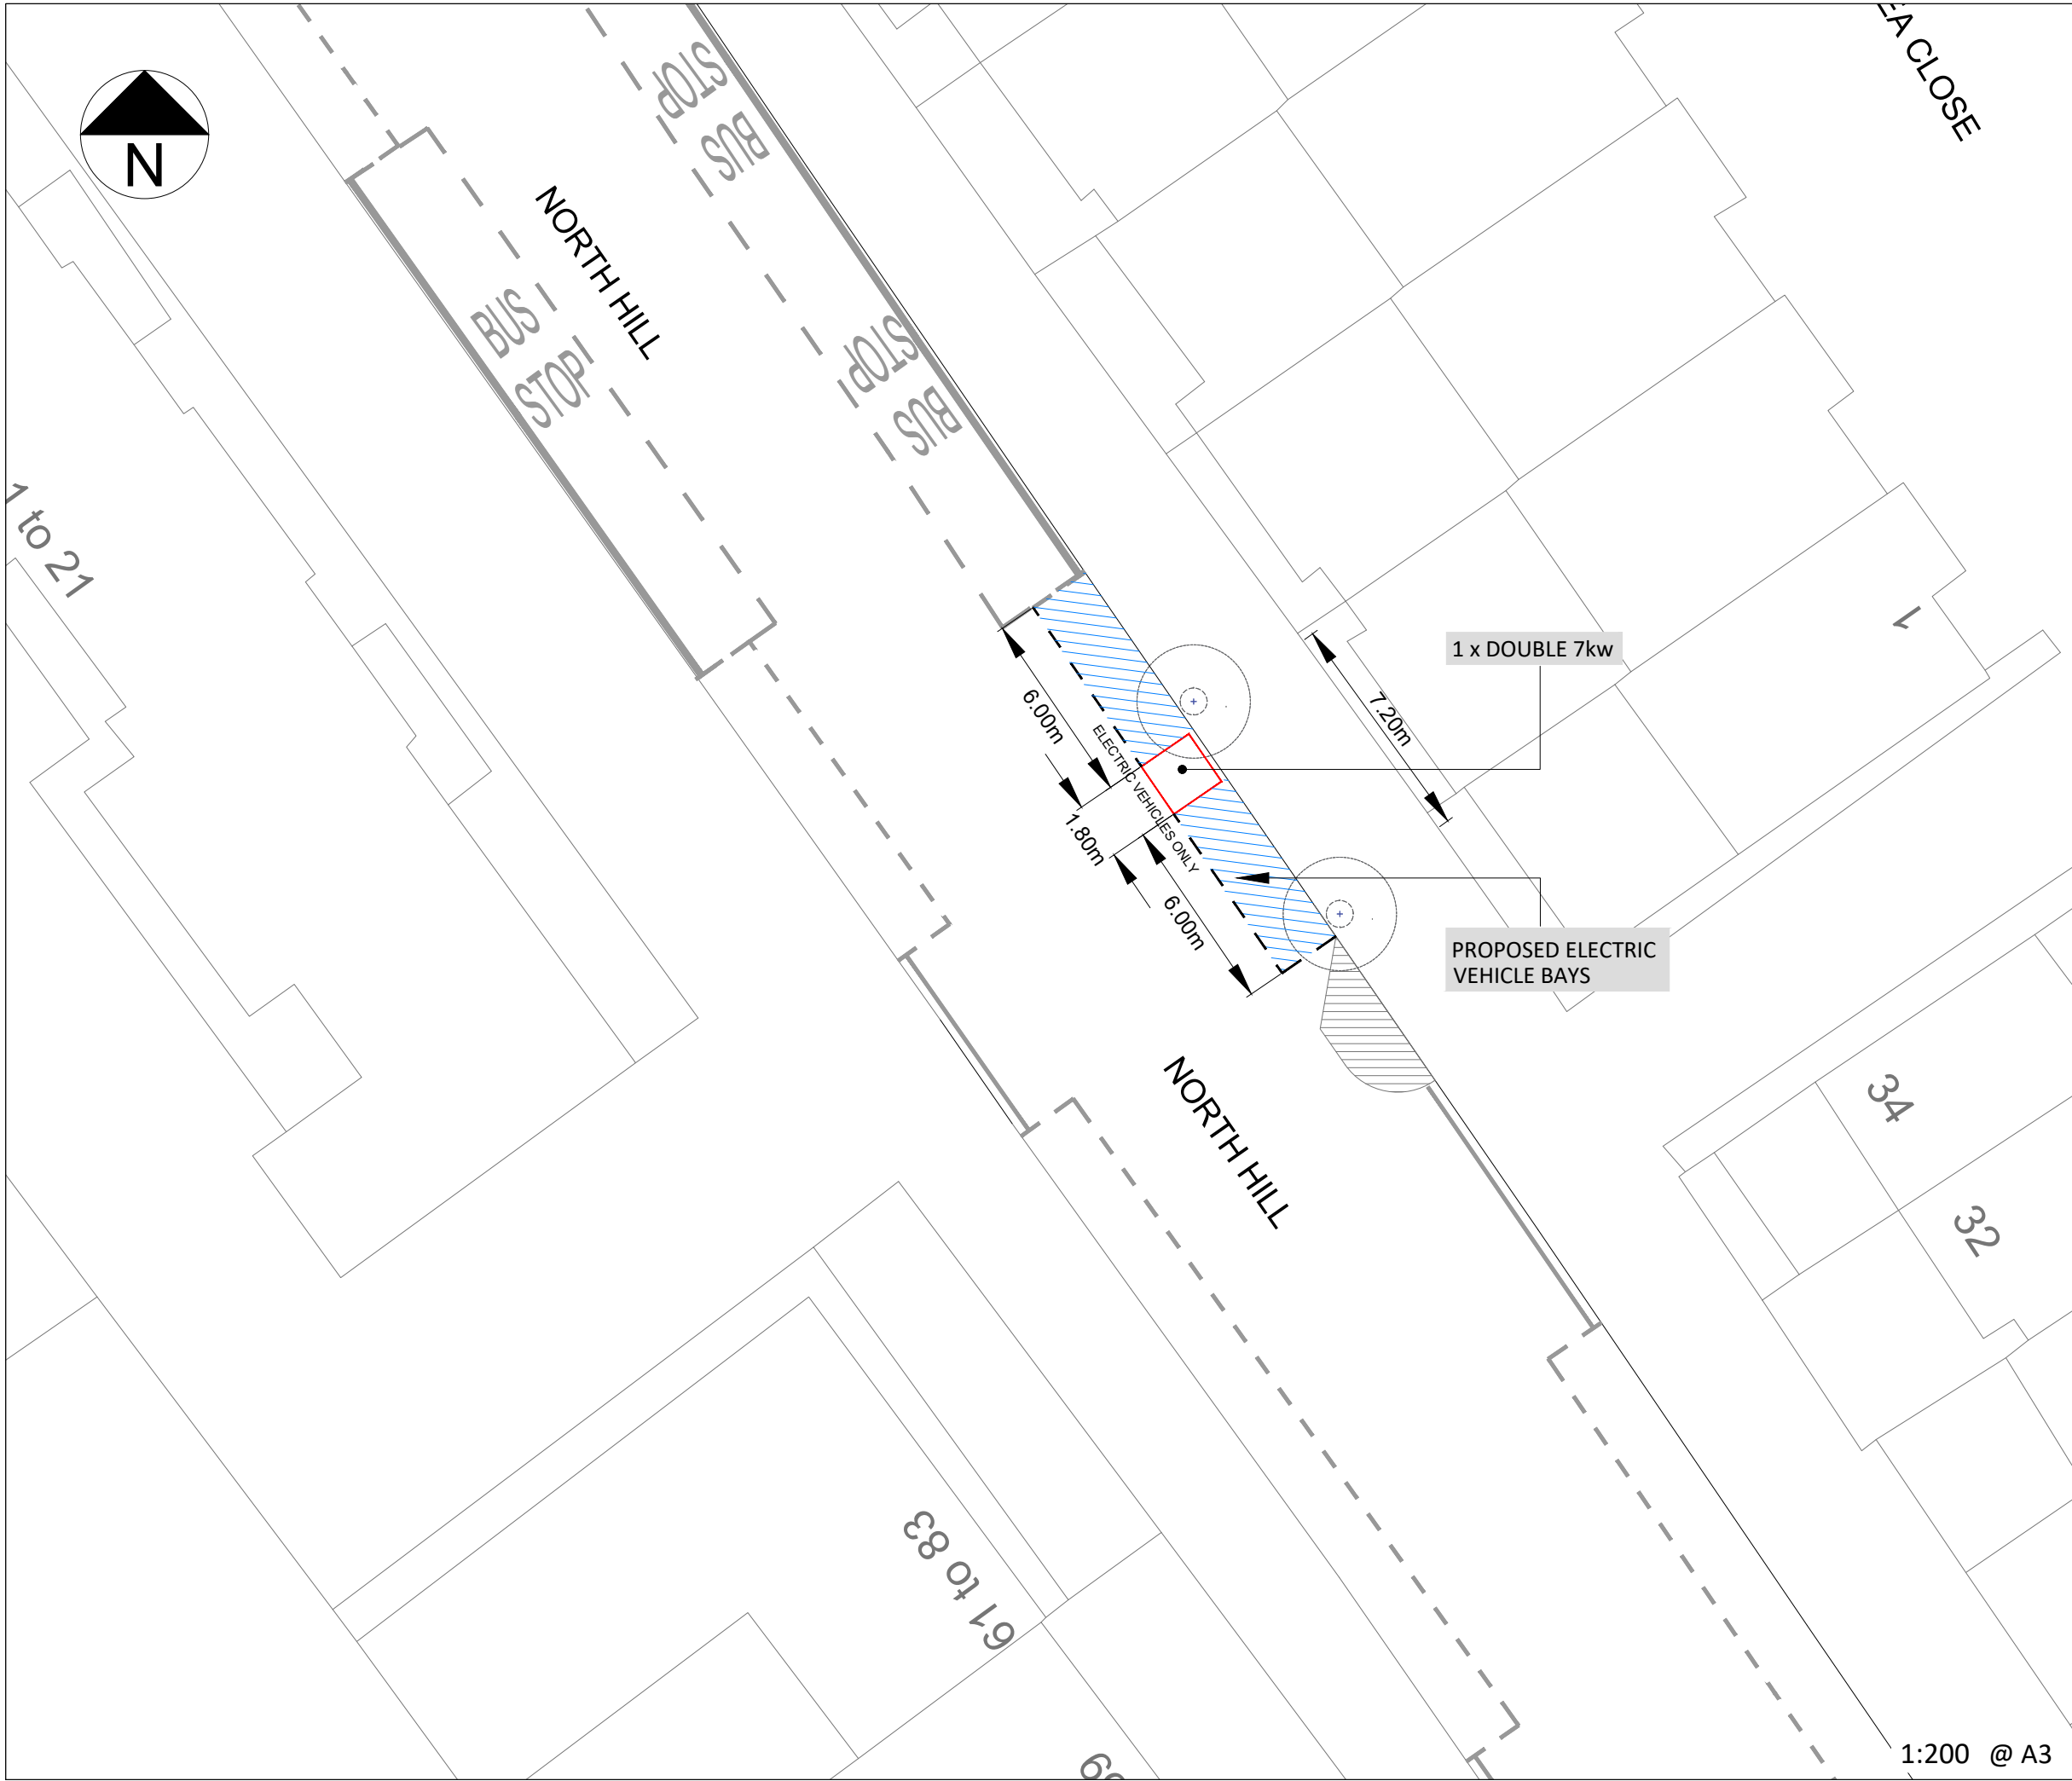 EA CLOSE
N
BUS
STOP
NORTH HILL
BUS
STOP
BUS
STOP
1 to 21
1
1 x DOUBLE 7kw
7.20m
6.00m
ELECTRIC VEHICLES ONLY
1.80m
6.00m
PROPOSED ELECTRIC
VEHICLE BAYS
NORTH HILL
34
32
61 to 83
1:200 @ A3